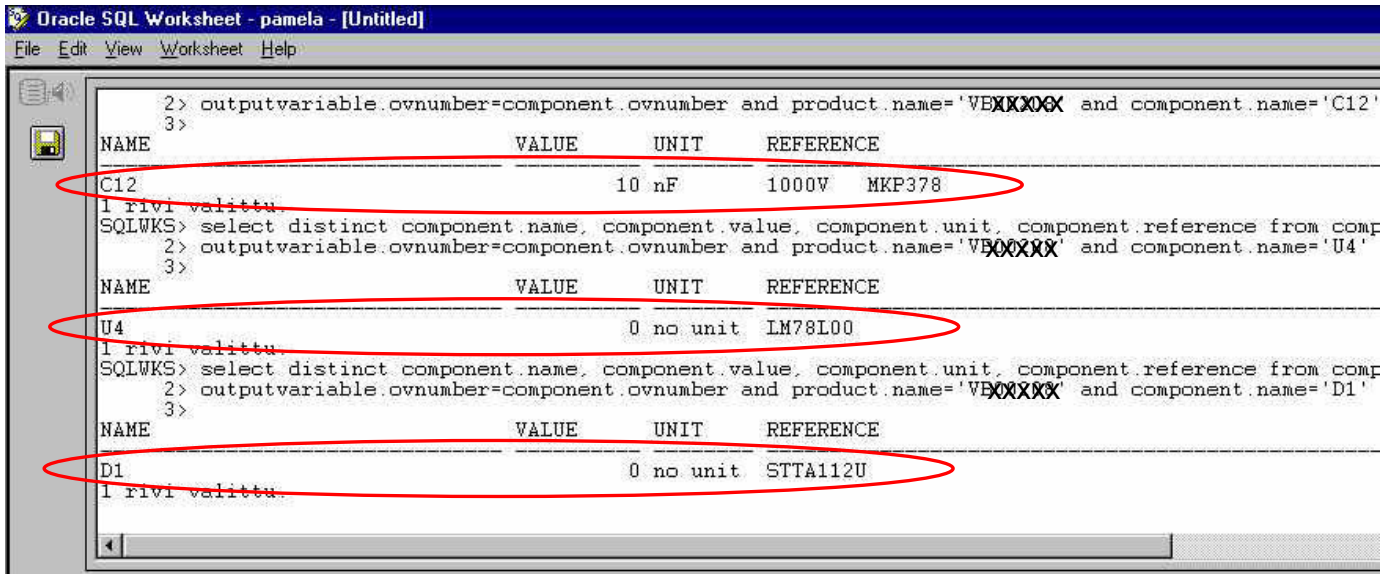 Oracle SQL Worksheet - pamela - [Untitled]
File Edit View Worksheet Help
2> outputvariable.ovnumber=component.ovnumber and product.name='VBXXXXX and component.name='C12'
3>
NAME VALUE UNIT REFERENCE
C12 10 nF 1000V MKP378
1 rivi valittu.
SQLWKS> select distinct component.name, component.value, component.unit, component.reference from comp
2> outputvariable.ovnumber=component.ovnumber and product.name='VBXXXXX' and component.name='U4'
3>
NAME VALUE UNIT REFERENCE
U4 0 no unit LM78L00
1 rivi valittu.
SQLWKS> select distinct component.name, component.value, component.unit, component.reference from comp
2> outputvariable.ovnumber=component.ovnumber and product.name='VBXXXXX' and component.name='D1'
3>
NAME VALUE UNIT REFERENCE
D1 0 no unit STTA112U
1 rivi valittu.